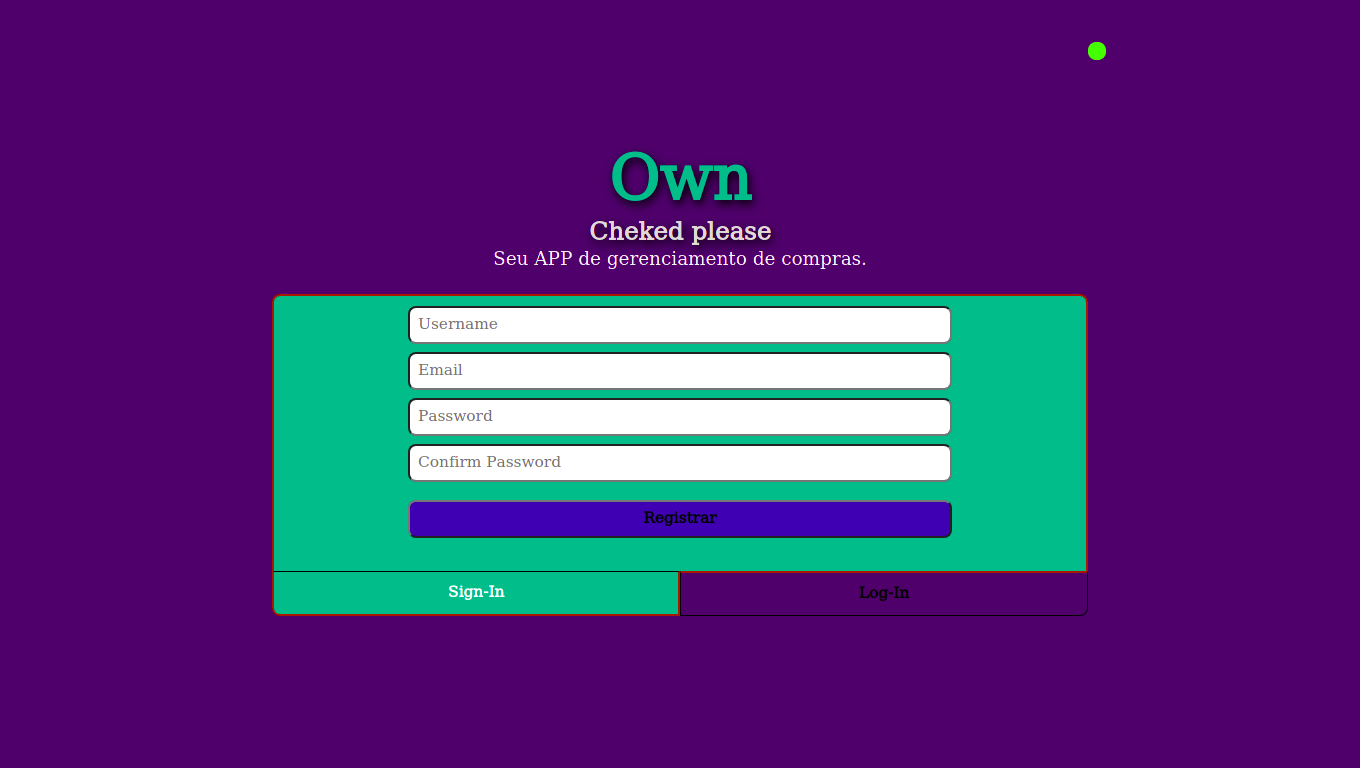 Own
Cheked please
Seu APP de gerenciamento de compras.
Username
Email
Password
Confirm Password
Registrar
Sign-In
Log-In